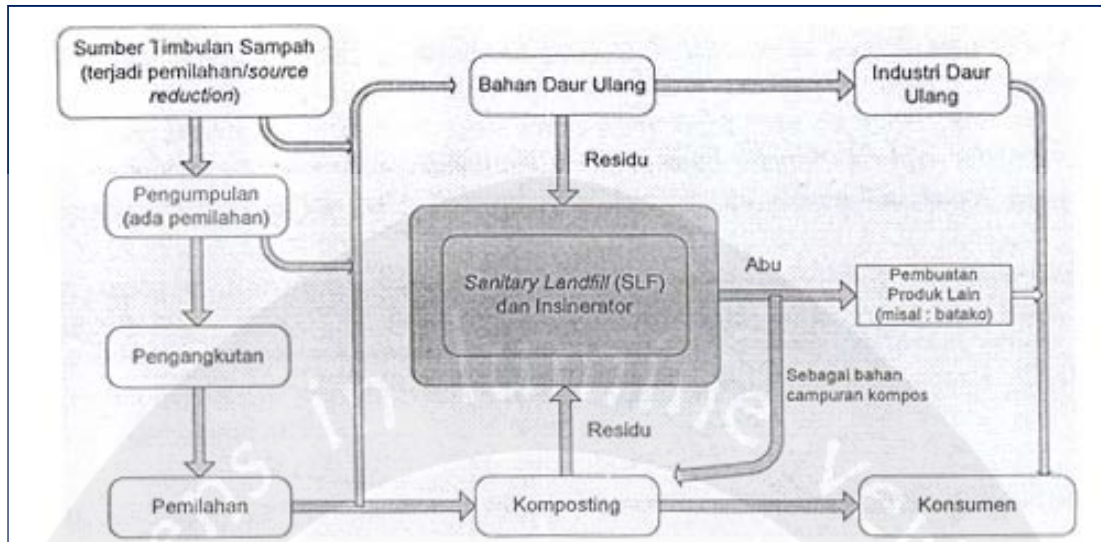 Sumber Timbulan Sampah
(terjadi pemilahan/source
reduction)
Bahan Daur Ulang
Industri Daur
Ulang
Residu
Pengumpulan
(ada pemilahan)
Sanitary Landfill (SLF)
dan Insinerator
Abu
Pembuatan
Produk Lain
(misal : batako)
Pengangkutan
Sebagai bahan
campuran kompos
Residu
Pemilahan
Komposting
Konsumen